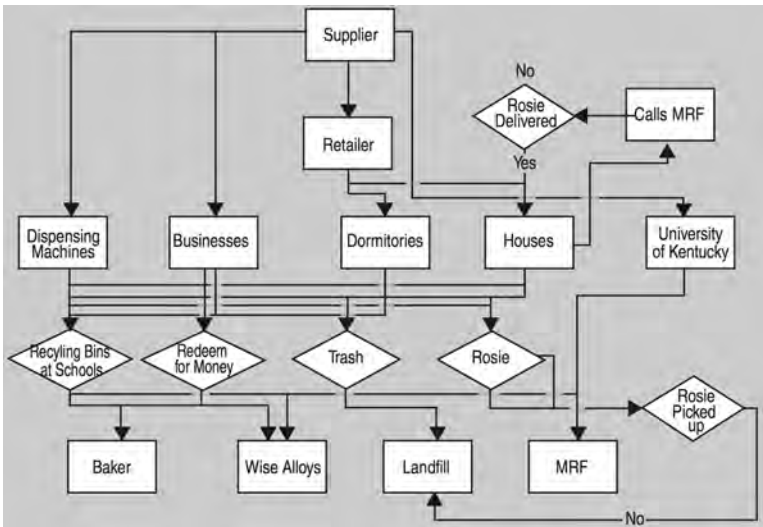 Supplier
No
Rosie
Delivered
Calls MRF
Retailer
Yes
Dispensing
Machines
Businesses
Dormitories
Houses
University
of Kentucky
Recyling Bins
at Schools
Redeem
for Money
Trash
Rosie
Rosie
Picked
up
Baker
Wise Alloys
Landfill
MRF
No